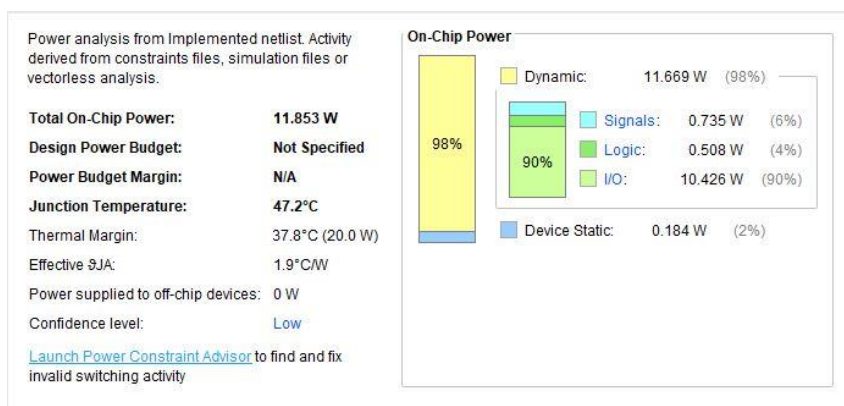 Power analysis from Implemented netlist. Activity
derived from constraints files, simulation files or
vectorless analysis.
Total On-Chip Power: 11.853 W
Design Power Budget: Not Specified
Power Budget Margin: N/A
Junction Temperature: 47.2°C
Thermal Margin: 37.8°C (20.0 W)
Effective ϑJA: 1.9°C/W
Power supplied to off-chip devices: 0 W
Confidence level: Low
Launch Power Constraint Advisor to find and fix
invalid switching activity
On-Chip Power
98%
Dynamic: 11.669 W (98%)
90%
Signals: 0.735 W (6%)
Logic: 0.508 W (4%)
I/O: 10.426 W (90%)
Device Static: 0.184 W (2%)